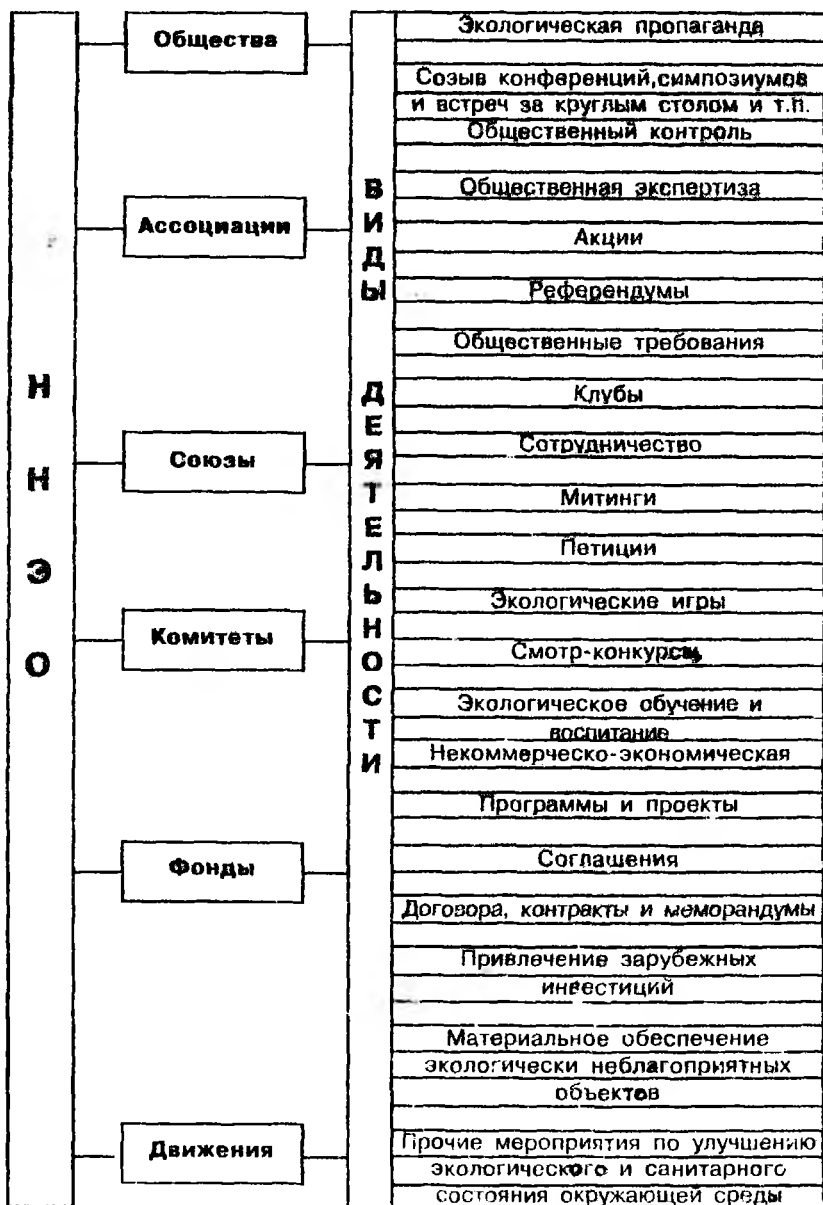 ННЭО
Общества
Ассоциации
Союзы
Комитеты
Фонды
Движения
ВИДЫ ДЕЯТЕЛЬНОСТИ
Экологическая пропаганда
Созыв конференций,симпозиумов
и встреч за круглым столом и т.п.
Общественный контроль
Общественная экспертиза
Акции
Референдумы
Общественные требования
Клубы
Сотрудничество
Митинги
Петиции
Экологические игры
Смотр-конкурсы
Экологическое обучение и
воспитание
Некоммерческо-экономическая
Программы и проекты
Соглашения
Договора, контракты и меморандумы
Привлечение зарубежных
инвестиций
Материальное обеспечение
экологически неблагоприятных
объектов
Прочие мероприятия по улучшению
экологического и санитарного
состояния окружающей среды